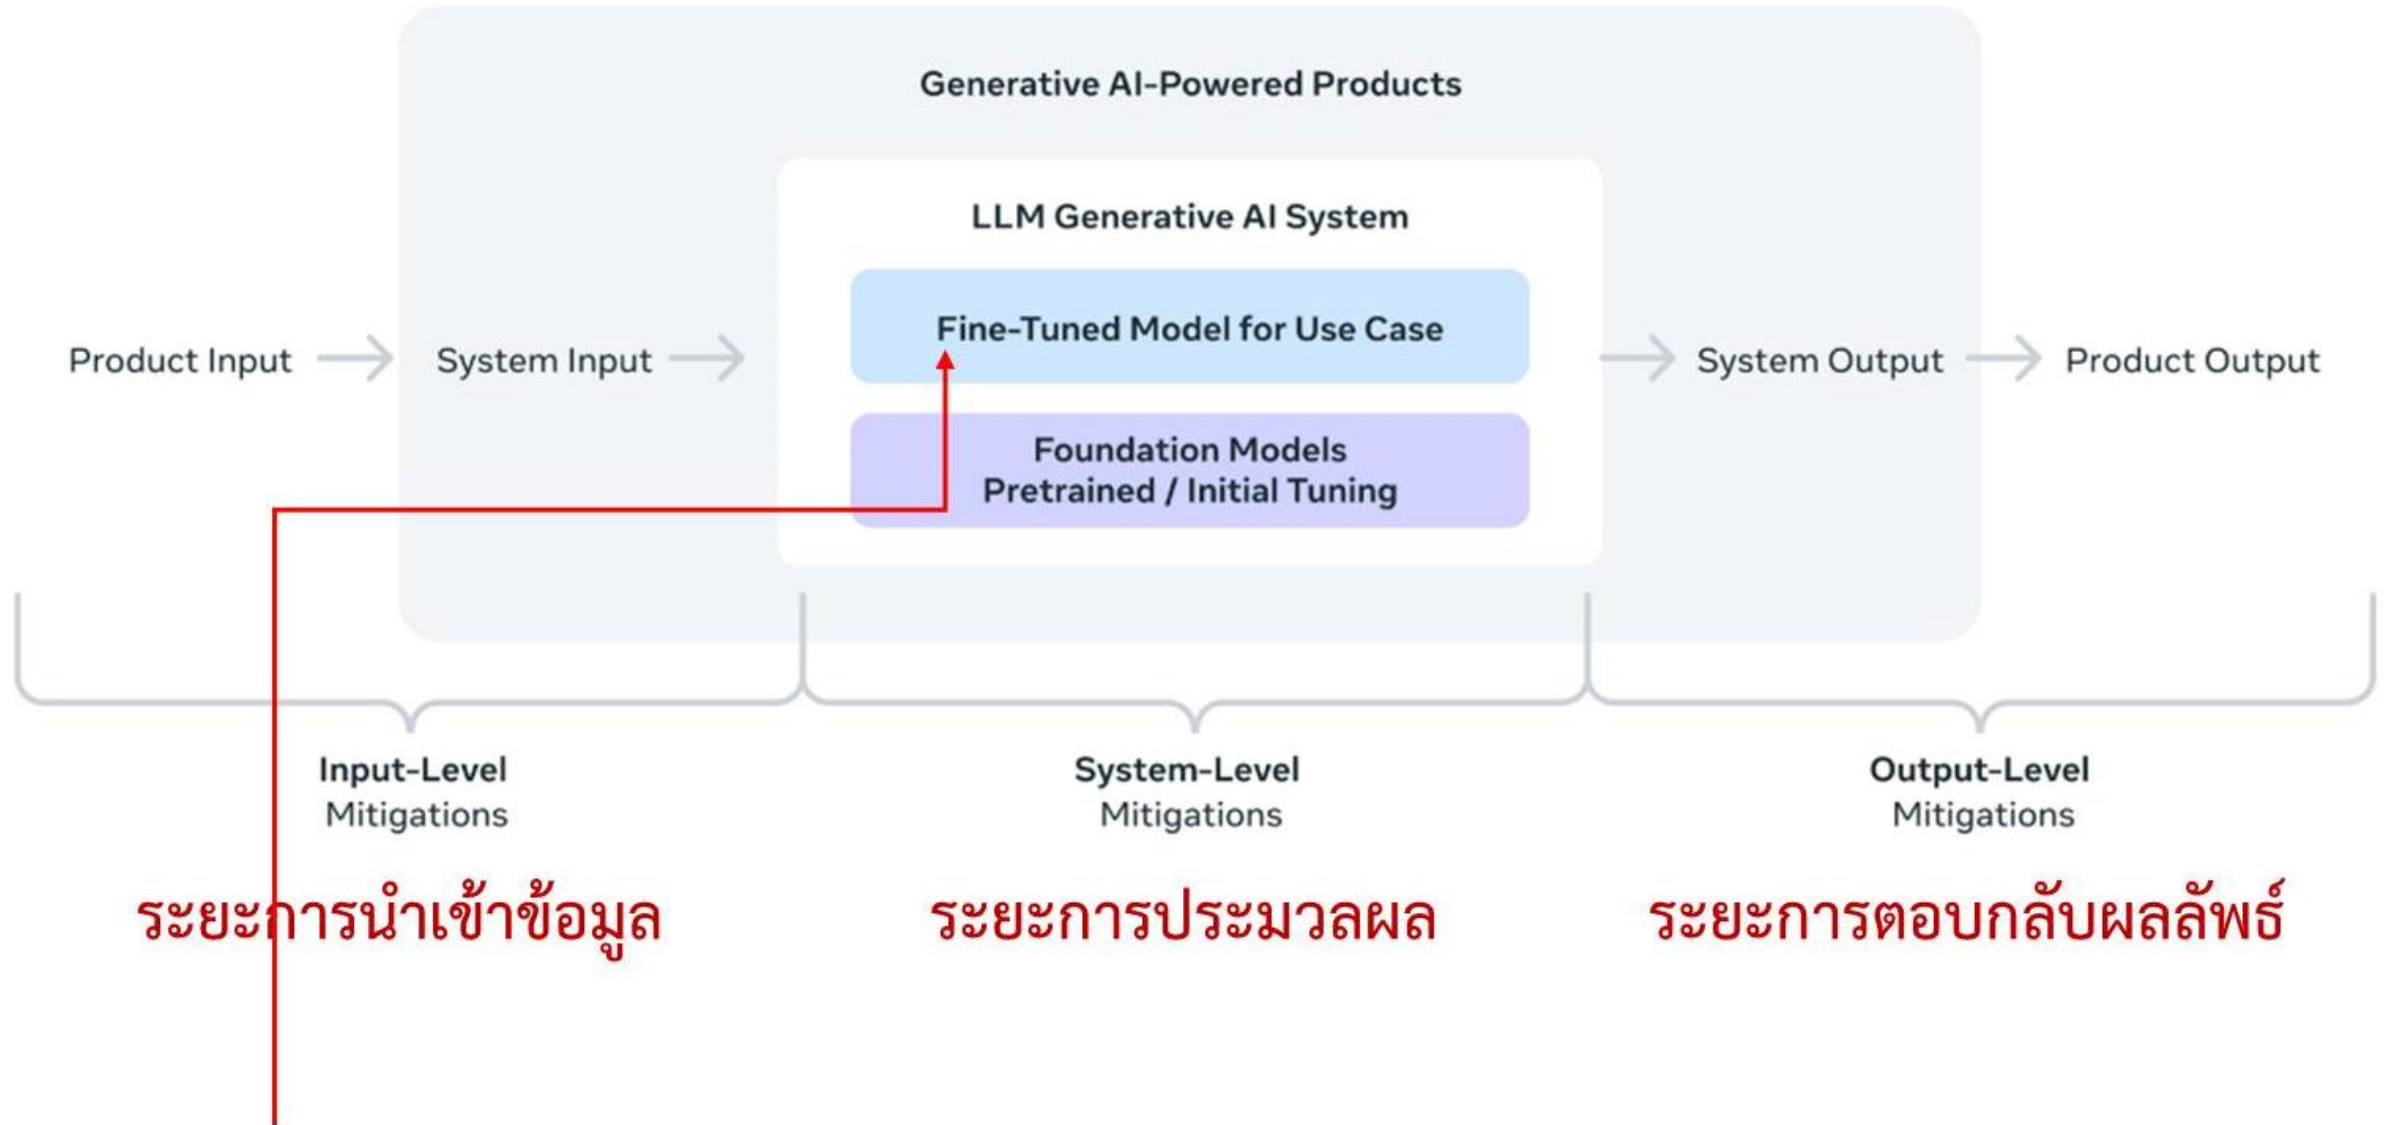 Generative AI-Powered Products
LLM Generative AI System
Fine-Tuned Model for Use Case
Product Input
System Input
System Output
Product Output
Foundation Models
Pretrained / Initial Tuning
Input-Level
Mitigations
System-Level
Mitigations
Output-Level
Mitigations
ระยะการนำเข้าข้อมูล
ระยะการประมวลผล
ระยะการตอบกลับผลลัพธ์